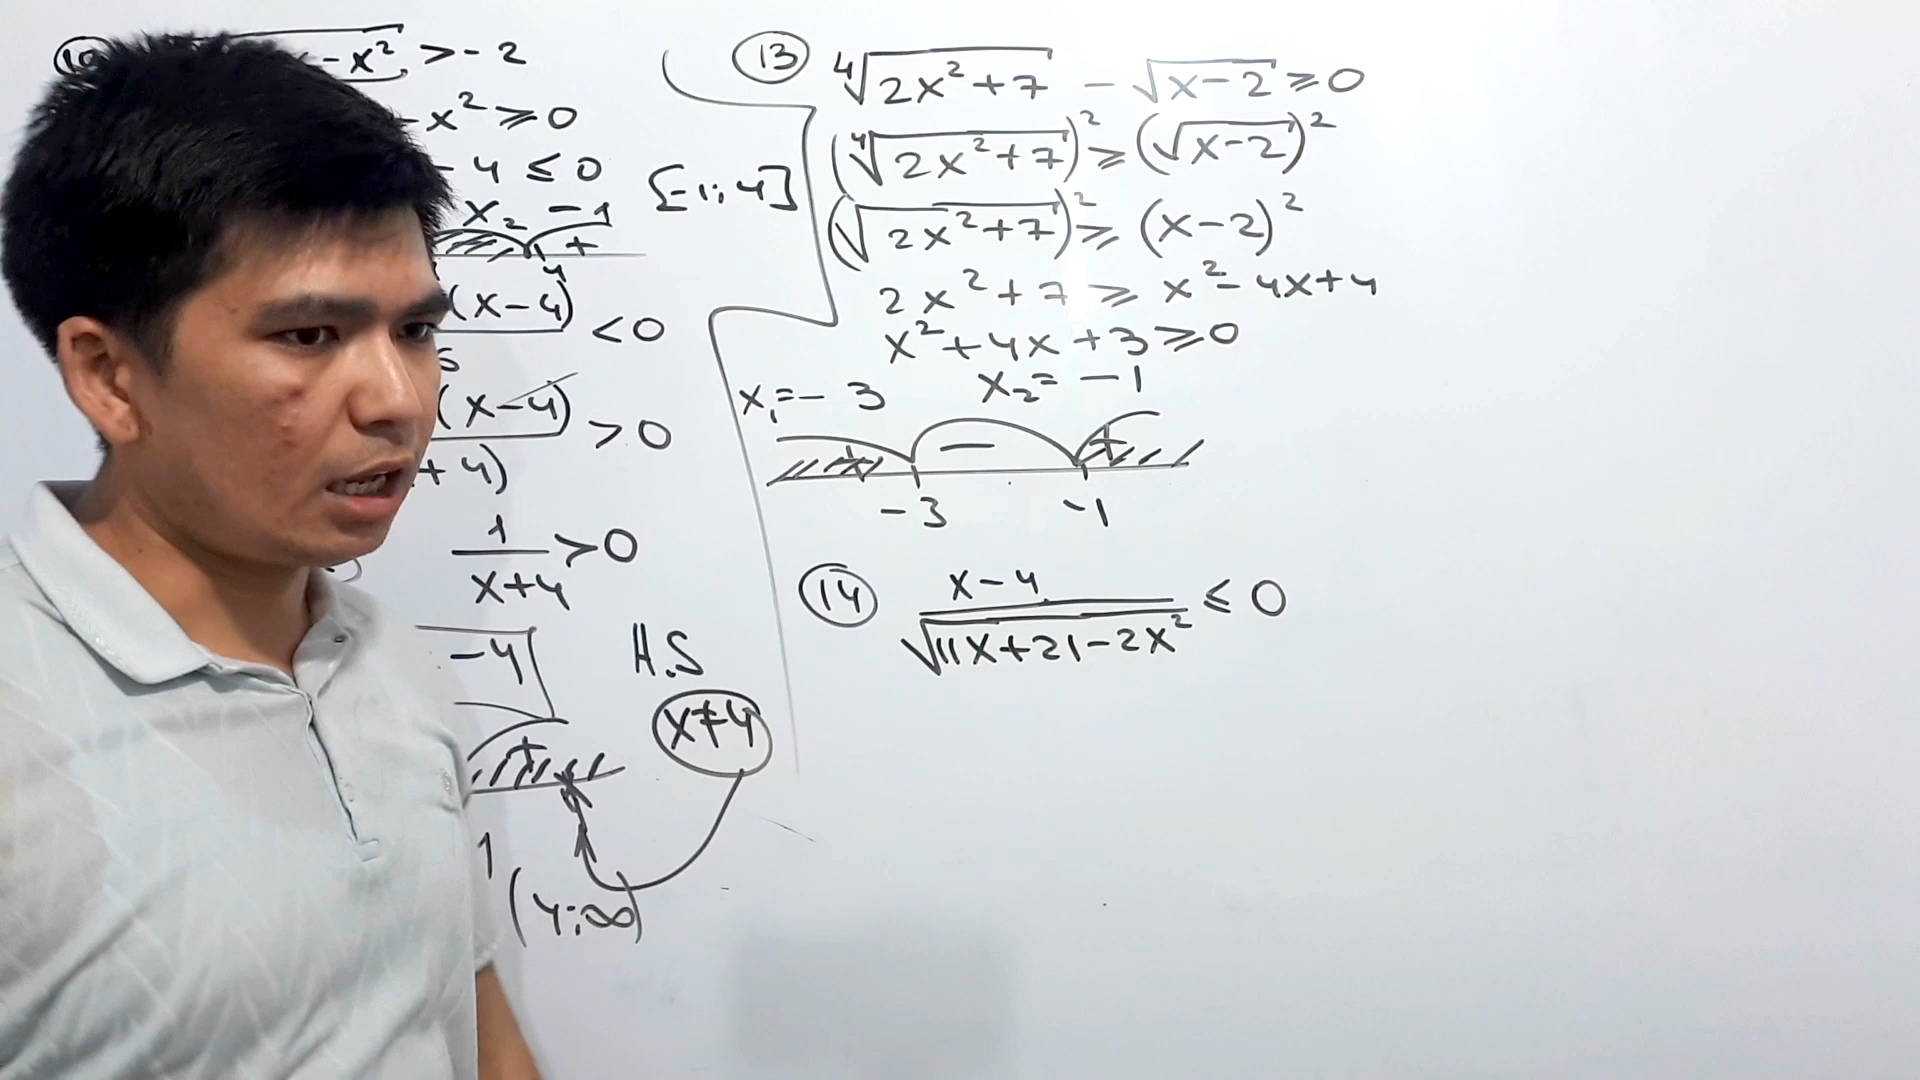 x² > -2
-x² ≥ 0
-4 ≤ 0
[-1; 4]
x₂ -1
+
4
(x-4) < 0
(x-4) > 0
+4)
1/(x+4) > 0
-4
H.S
x≠4
+
1
(4; ∞)
13 ⁴√(2x²+7) - √(x-2) ≥ 0
(⁴√(2x²+7))² ≥ (√(x-2))²
(√(2x²+7))² ≥ (x-2)²
2x²+7 ≥ x²-4x+4
x²+4x+3 ≥ 0
x₁=-3 x₂=-1
+ - +
-3 -1
14 (x-4)/√(11x+21-2x²) ≤ 0